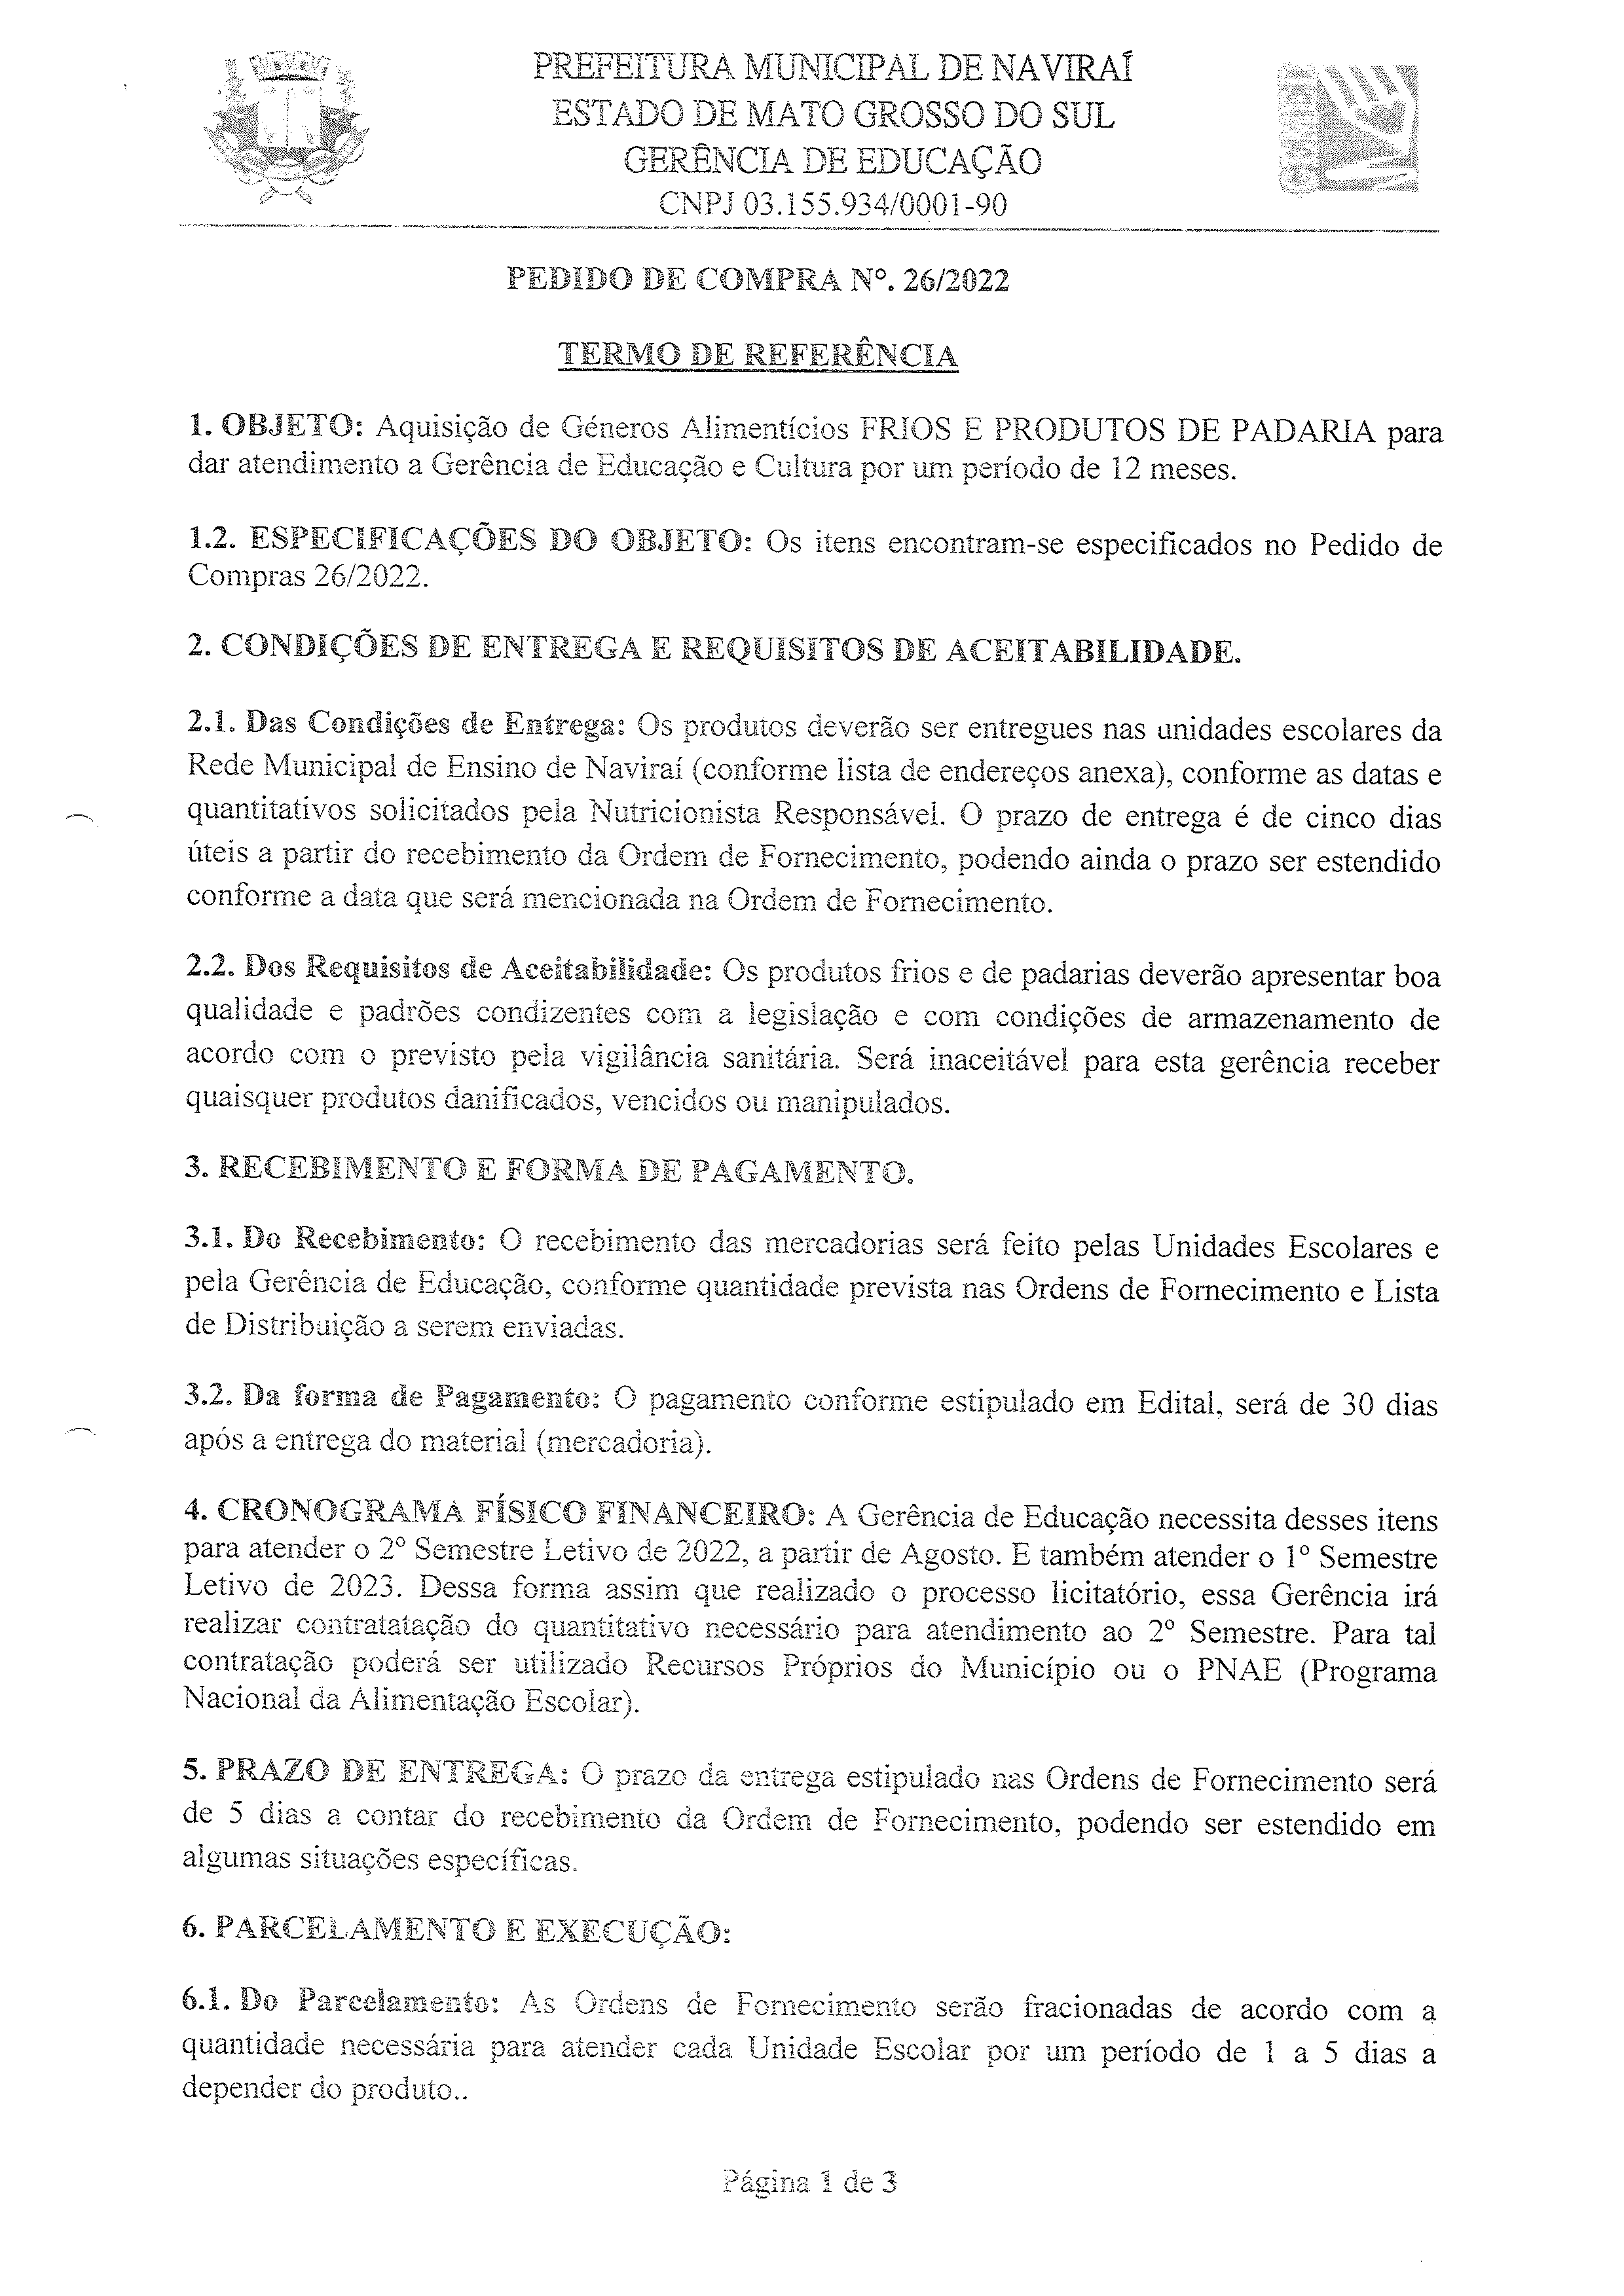 PREFEITURA MUNICIPAL DE NAVIRAÍ
ESTADO DE MATO GROSSO DO SUL
GERÊNCIA DE EDUCAÇÃO
CNPJ 03.155.934/0001-90
PEDIDO DE COMPRA Nº. 26/2022
TERMO DE REFERÊNCIA
1. OBJETO: Aquisição de Gêneros Alimentícios FRIOS E PRODUTOS DE PADARIA para
dar atendimento a Gerência de Educação e Cultura por um período de 12 meses.
1.2. ESPECIFICAÇÕES DO OBJETO: Os itens encontram-se especificados no Pedido de
Compras 26/2022.
2. CONDIÇÕES DE ENTREGA E REQUISITOS DE ACEITABILIDADE.
2.1. Das Condições de Entrega: Os produtos deverão ser entregues nas unidades escolares da
Rede Municipal de Ensino de Naviraí (conforme lista de endereços anexa), conforme as datas e
quantitativos solicitados pela Nutricionista Responsável. O prazo de entrega é de cinco dias
úteis a partir do recebimento da Ordem de Fornecimento, podendo ainda o prazo ser estendido
conforme a data que será mencionada na Ordem de Fornecimento.
2.2. Dos Requisitos de Aceitabilidade: Os produtos frios e de padarias deverão apresentar boa
qualidade e padrões condizentes com a legislação e com condições de armazenamento de
acordo com o previsto pela vigilância sanitária. Será inaceitável para esta gerência receber
quaisquer produtos danificados, vencidos ou manipulados.
3. RECEBIMENTO E FORMA DE PAGAMENTO.
3.1. Do Recebimento: O recebimento das mercadorias será feito pelas Unidades Escolares e
pela Gerência de Educação, conforme quantidade prevista nas Ordens de Fornecimento e Lista
de Distribuição a serem enviadas.
3.2. Da forma de Pagamento: O pagamento conforme estipulado em Edital, será de 30 dias
após a entrega do material (mercadoria).
4. CRONOGRAMA FÍSICO FINANCEIRO: A Gerência de Educação necessita desses itens
para atender o 2º Semestre Letivo de 2022, a partir de Agosto. E também atender o 1º Semestre
Letivo de 2023. Dessa forma assim que realizado o processo licitatório, essa Gerência irá
realizar contratatação do quantitativo necessário para atendimento ao 2º Semestre. Para tal
contratação poderá ser utilizado Recursos Próprios do Município ou o PNAE (Programa
Nacional da Alimentação Escolar).
5. PRAZO DE ENTREGA: O prazo da entrega estipulado nas Ordens de Fornecimento será
de 5 dias a contar do recebimento da Ordem de Fornecimento, podendo ser estendido em
algumas situações específicas.
6. PARCELAMENTO E EXECUÇÃO:
6.1. Do Parcelamento: As Ordens de Fornecimento serão fracionadas de acordo com a
quantidade necessária para atender cada Unidade Escolar por um período de 1 a 5 dias a
depender do produto..
Página 1 de 3